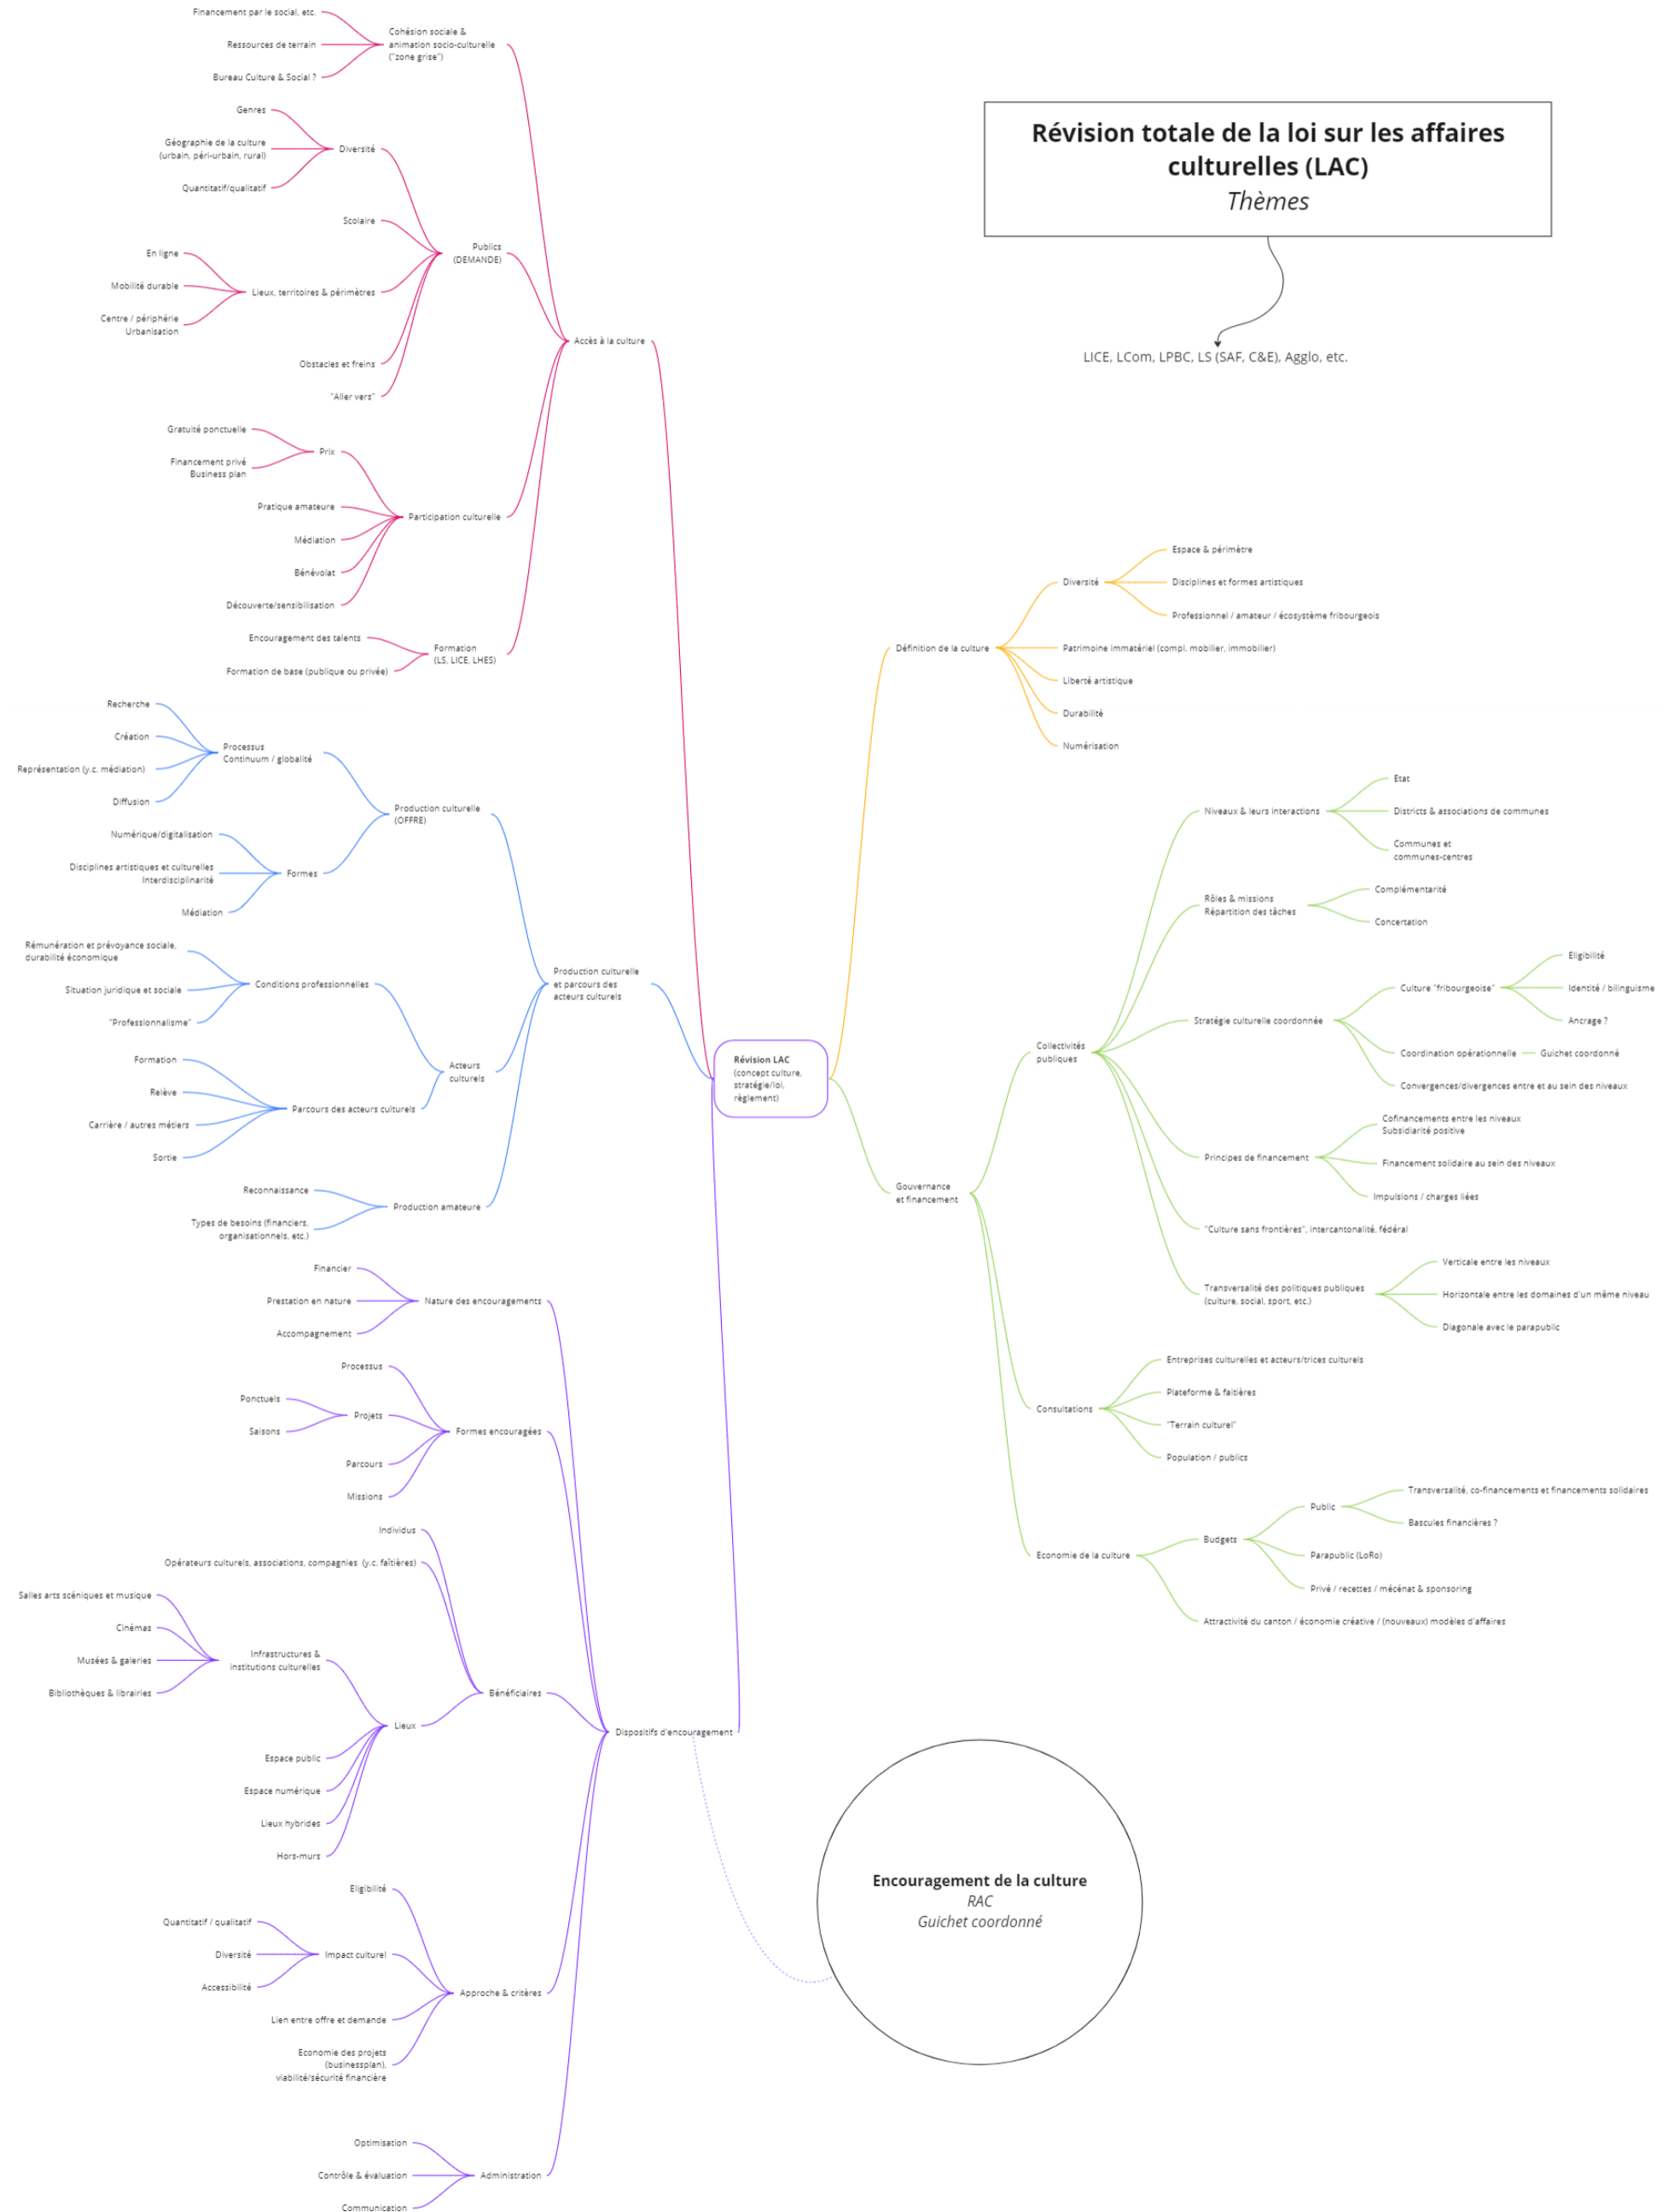 Révision totale de la loi sur les affaires
culturelles (LAC)
Thèmes
LICE, LCom, LPBC, LS (SAF, C&E), Agglo, etc.
Révision LAC
(concept culture,
stratégie/loi,
règlement)
Accès à la culture
Cohésion sociale &
animation socio-culturelle
("zone grise")
Financement par le social, etc.
Ressources de terrain
Bureau Culture & Social ?
Publics
(DEMANDE)
Diversité
Genres
Géographie de la culture
(urbain, péri-urbain, rural)
Quantitatif/qualitatif
Scolaire
Lieux, territoires & périmètres
En ligne
Mobilité durable
Centre / périphérie
Urbanisation
Obstacles et freins
"Aller vers"
Participation culturelle
Prix
Gratuité ponctuelle
Financement privé
Business plan
Pratique amateure
Médiation
Bénévolat
Découverte/sensibilisation
Formation
(LS, LICE, LHES)
Encouragement des talents
Formation de base (publique ou privée)
Production culturelle
et parcours des
acteurs culturels
Production culturelle
(OFFRE)
Processus
Continuum / globalité
Recherche
Création
Représentation (y.c. médiation)
Diffusion
Formes
Numérique/digitalisation
Disciplines artistiques et culturelles
Interdisciplinarité
Médiation
Acteurs
culturels
Conditions professionnelles
Rémunération et prévoyance sociale,
durabilité économique
Situation juridique et sociale
"Professionnalisme"
Parcours des acteurs culturels
Formation
Relève
Carrière / autres métiers
Sortie
Production amateure
Reconnaissance
Types de besoins (financiers,
organisationnels, etc.)
Dispositifs d'encouragement
Nature des encouragements
Financier
Prestation en nature
Accompagnement
Formes encouragées
Processus
Projets
Ponctuels
Saisons
Parcours
Missions
Bénéficiaires
Individus
Opérateurs culturels, associations, compagnies (y.c. faîtières)
Lieux
Infrastructures &
institutions culturelles
Salles arts scéniques et musique
Cinémas
Musées & galeries
Bibliothèques & librairies
Espace public
Espace numérique
Lieux hybrides
Hors-murs
Approche & critères
Eligibilité
Impact culturel
Quantitatif / qualitatif
Diversité
Accessibilité
Lien entre offre et demande
Economie des projets
(businessplan),
viabilité/sécurité financière
Administration
Optimisation
Contrôle & évaluation
Communication
Définition de la culture
Diversité
Espace & périmètre
Disciplines et formes artistiques
Professionnel / amateur / écosystème fribourgeois
Patrimoine immatériel (compl. mobilier, immobilier)
Liberté artistique
Durabilité
Numérisation
Gouvernance
et financement
Collectivités
publiques
Niveaux & leurs interactions
Etat
Districts & associations de communes
Communes et
communes-centres
Rôles & missions
Répartition des tâches
Complémentarité
Concertation
Stratégie culturelle coordonnée
Culture "fribourgeoise"
Eligibilité
Identité / bilinguisme
Ancrage ?
Coordination opérationnelle
Guichet coordonné
Convergences/divergences entre et au sein des niveaux
Principes de financement
Cofinancements entre les niveaux
Subsidiarité positive
Financement solidaire au sein des niveaux
Impulsions / charges liées
"Culture sans frontières", intercantonalité, fédéral
Transversalité des politiques publiques
(culture, social, sport, etc.)
Verticale entre les niveaux
Horizontale entre les domaines d'un même niveau
Diagonale avec le parapublic
Consultations
Entreprises culturelles et acteurs/trices culturels
Plateforme & faîtières
"Terrain culturel"
Population / publics
Economie de la culture
Budgets
Public
Transversalité, co-financements et financements solidaires
Bascules financières ?
Parapublic (LoRo)
Privé / recettes / mécénat & sponsoring
Attractivité du canton / économie créative / (nouveaux) modèles d'affaires
Encouragement de la culture
RAC
Guichet coordonné